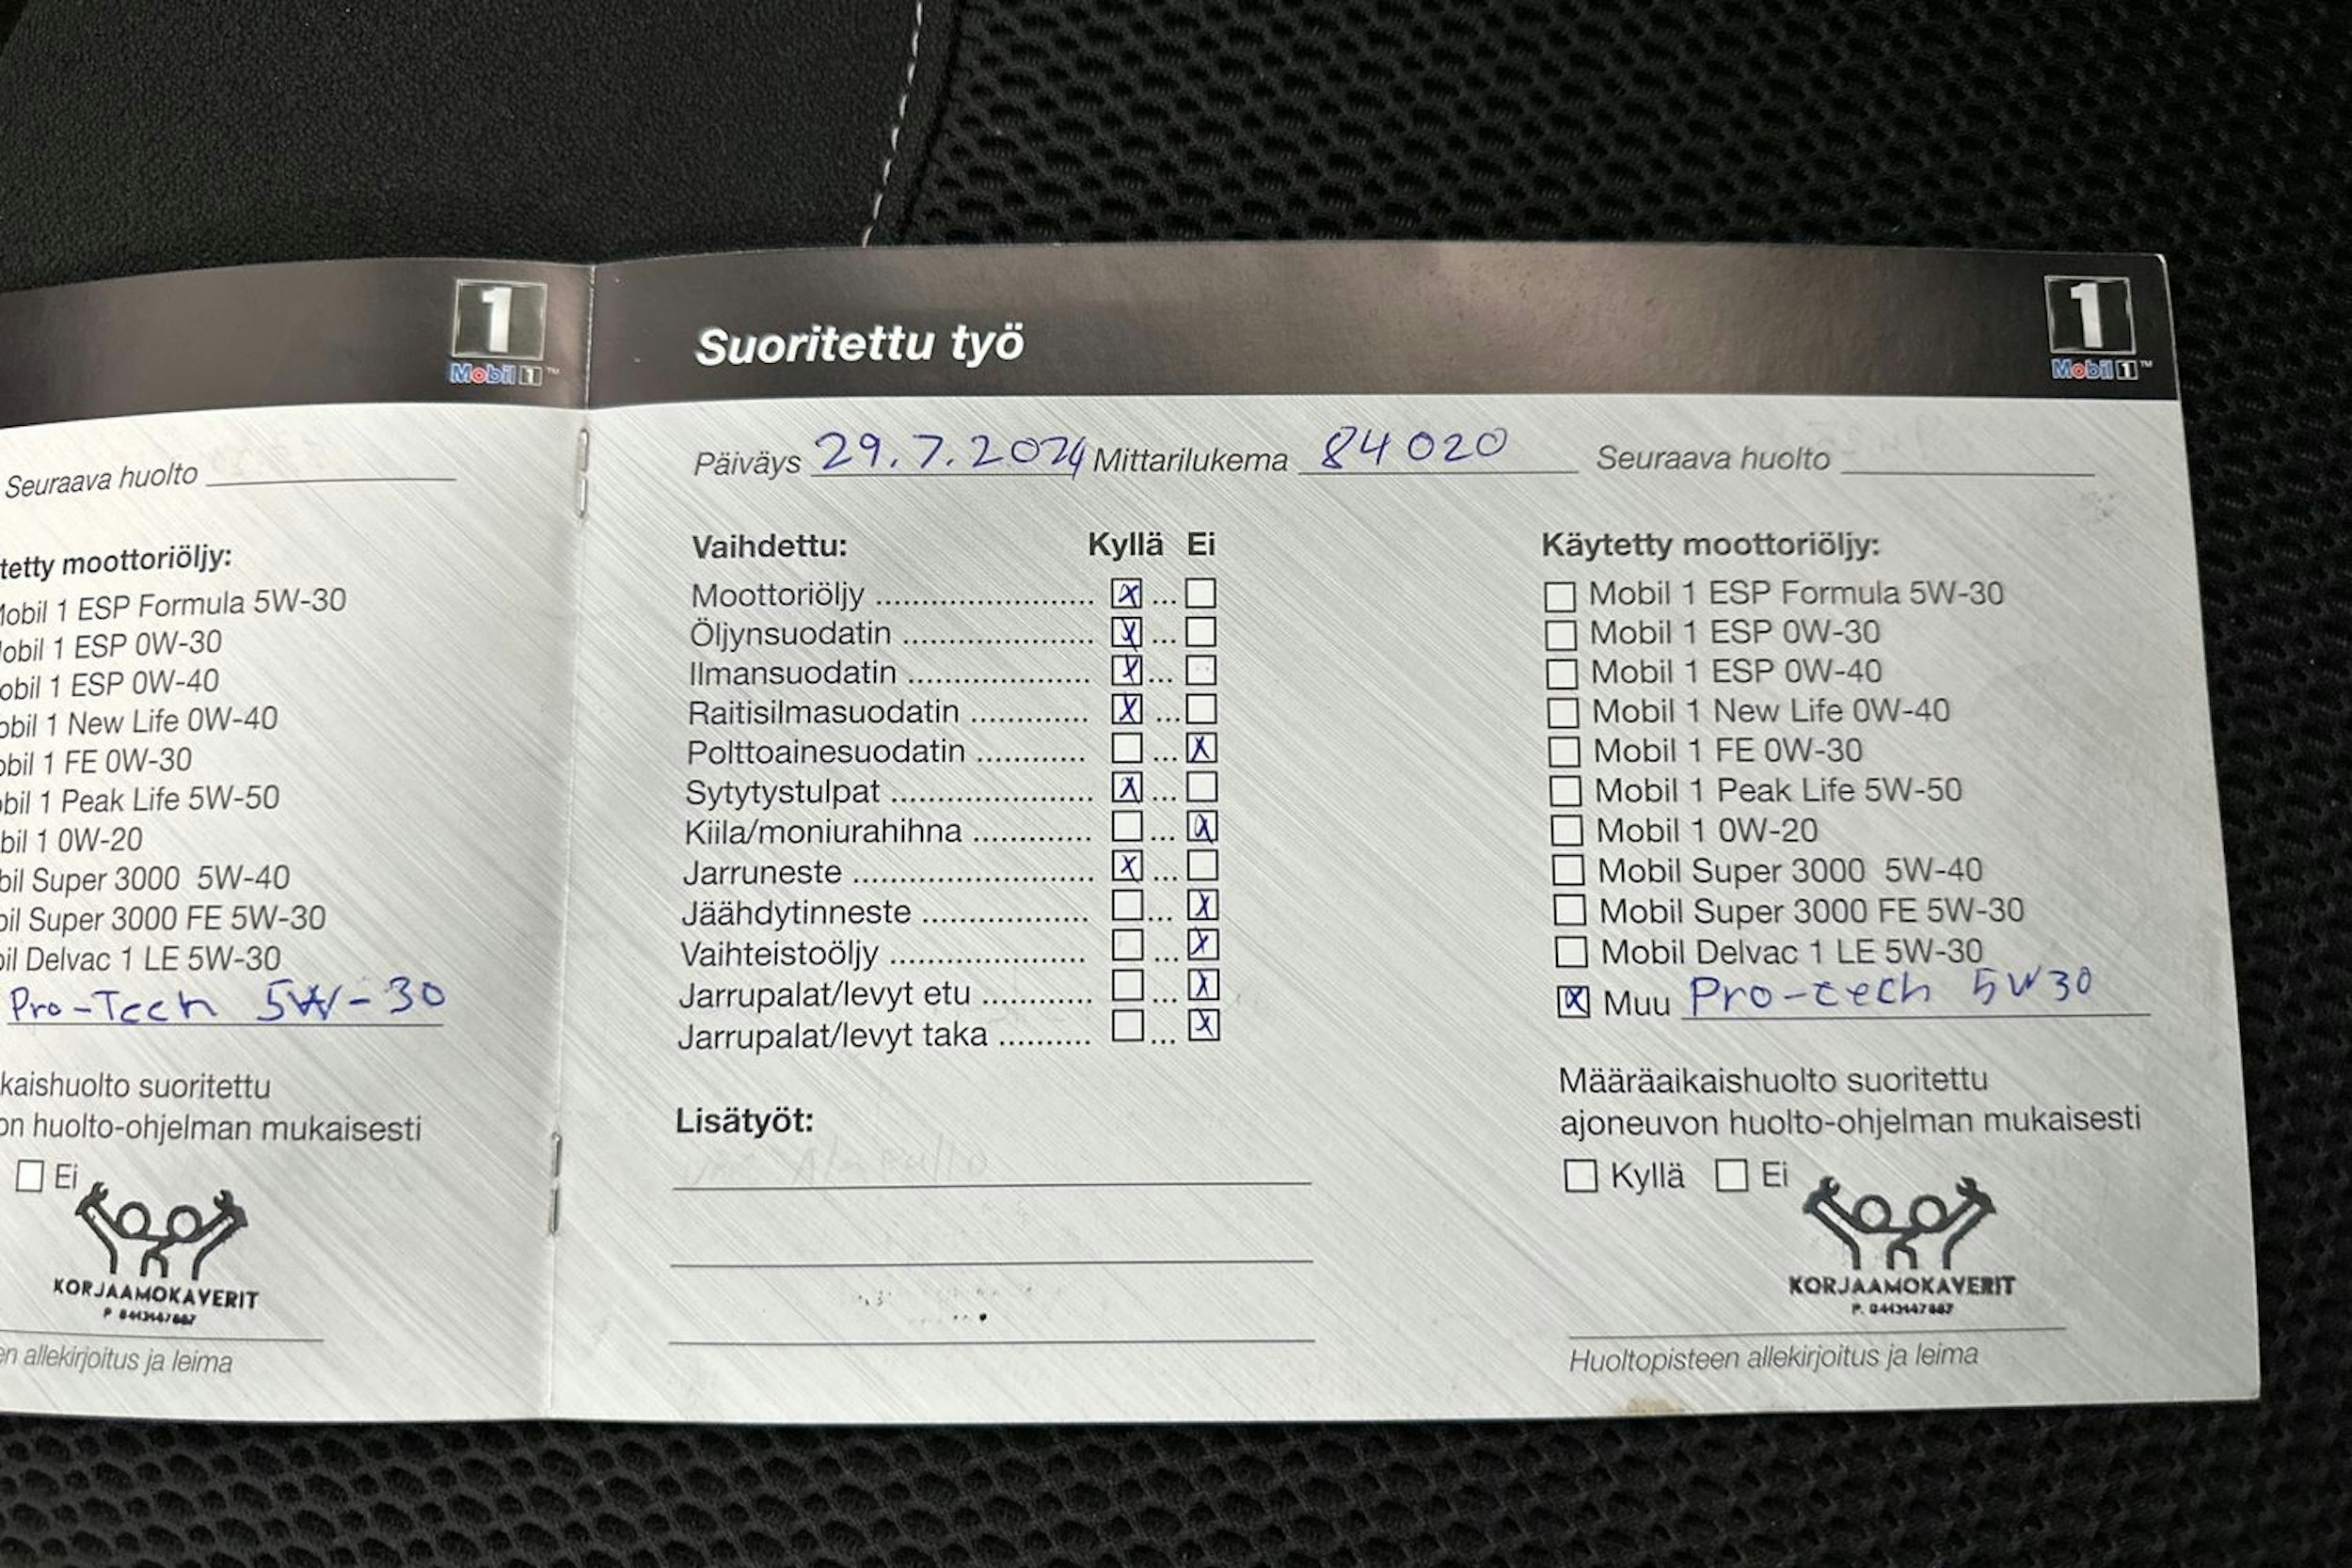 1
Mobil 1™
Seuraava huolto
tetty moottoriöljy:
Mobil 1 ESP Formula 5W-30
obil 1 ESP 0W-30
obil 1 ESP 0W-40
obil 1 New Life 0W-40
obil 1 FE 0W-30
bil 1 Peak Life 5W-50
bil 1 0W-20
bil Super 3000 5W-40
bil Super 3000 FE 5W-30
il Delvac 1 LE 5W-30
Pro-Tech 5W-30
kaishuolto suoritettu
on huolto-ohjelman mukaisesti
Ei
KORJAAMOKAVERIT
en allekirjoitus ja leima
Suoritettu työ
1
Mobil 1™
Päiväys 29.7.2024 Mittarilukema 84 020 Seuraava huolto
Vaihdettu: Kyllä Ei
Moottoriöljy ........................... x ...
Öljynsuodatin ........................ x ...
Ilmansuodatin ....................... x ...
Raitisilmasuodatin ............. x ...
Polttoainesuodatin ............ ... x
Sytytystulpat ......................... x ...
Kiila/moniurahihna ............. ... x
Jarruneste .............................. x ...
Jäähdytinneste .................... ... x
Vaihteistoöljy ........................ ... x
Jarrupalat/levyt etu ............. ... x
Jarrupalat/levyt taka .......... ... x
Lisätyöt:
Käytetty moottoriöljy:
Mobil 1 ESP Formula 5W-30
Mobil 1 ESP 0W-30
Mobil 1 ESP 0W-40
Mobil 1 New Life 0W-40
Mobil 1 FE 0W-30
Mobil 1 Peak Life 5W-50
Mobil 1 0W-20
Mobil Super 3000 5W-40
Mobil Super 3000 FE 5W-30
Mobil Delvac 1 LE 5W-30
x Muu Pro-tech 5W30
Määräaikaishuolto suoritettu
ajoneuvon huolto-ohjelman mukaisesti
Kyllä Ei
KORJAAMOKAVERIT
Huoltopisteen allekirjoitus ja leima